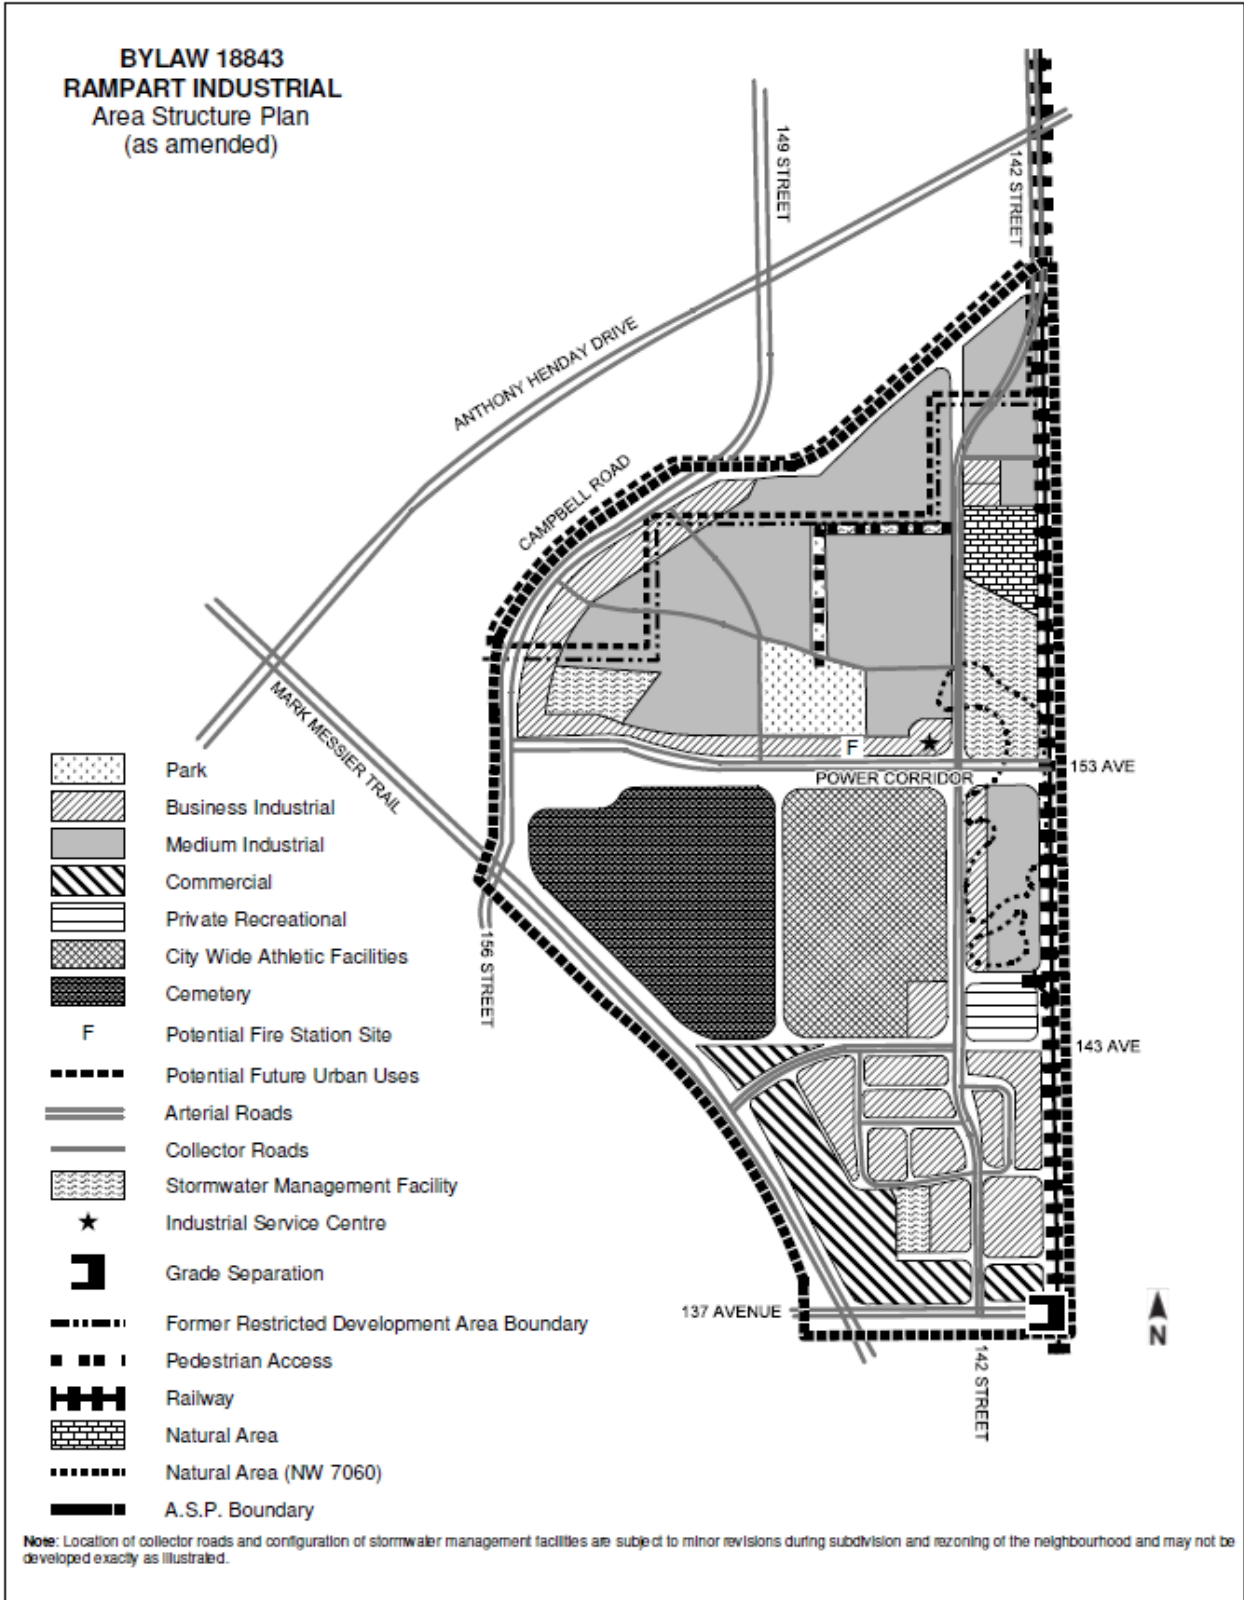 BYLAW 18843
RAMPART INDUSTRIAL
Area Structure Plan
(as amended)
149 STREET
142 STREET
ANTHONY HENDAY DRIVE
CAMPBELL ROAD
MARK MESSIER TRAIL
F
153 AVE
POWER CORRIDOR
156 STREET
143 AVE
137 AVENUE
142 STREET
N
Park
Business Industrial
Medium Industrial
Commercial
Private Recreational
City Wide Athletic Facilities
Cemetery
F Potential Fire Station Site
Potential Future Urban Uses
Arterial Roads
Collector Roads
Stormwater Management Facility
Industrial Service Centre
Grade Separation
Former Restricted Development Area Boundary
Pedestrian Access
Railway
Natural Area
Natural Area (NW 7060)
A.S.P. Boundary
Note: Location of collector roads and configuration of stormwater management facilities are subject to minor revisions during subdivision and rezoning of the neighbourhood and may not be
developed exactly as illustrated.